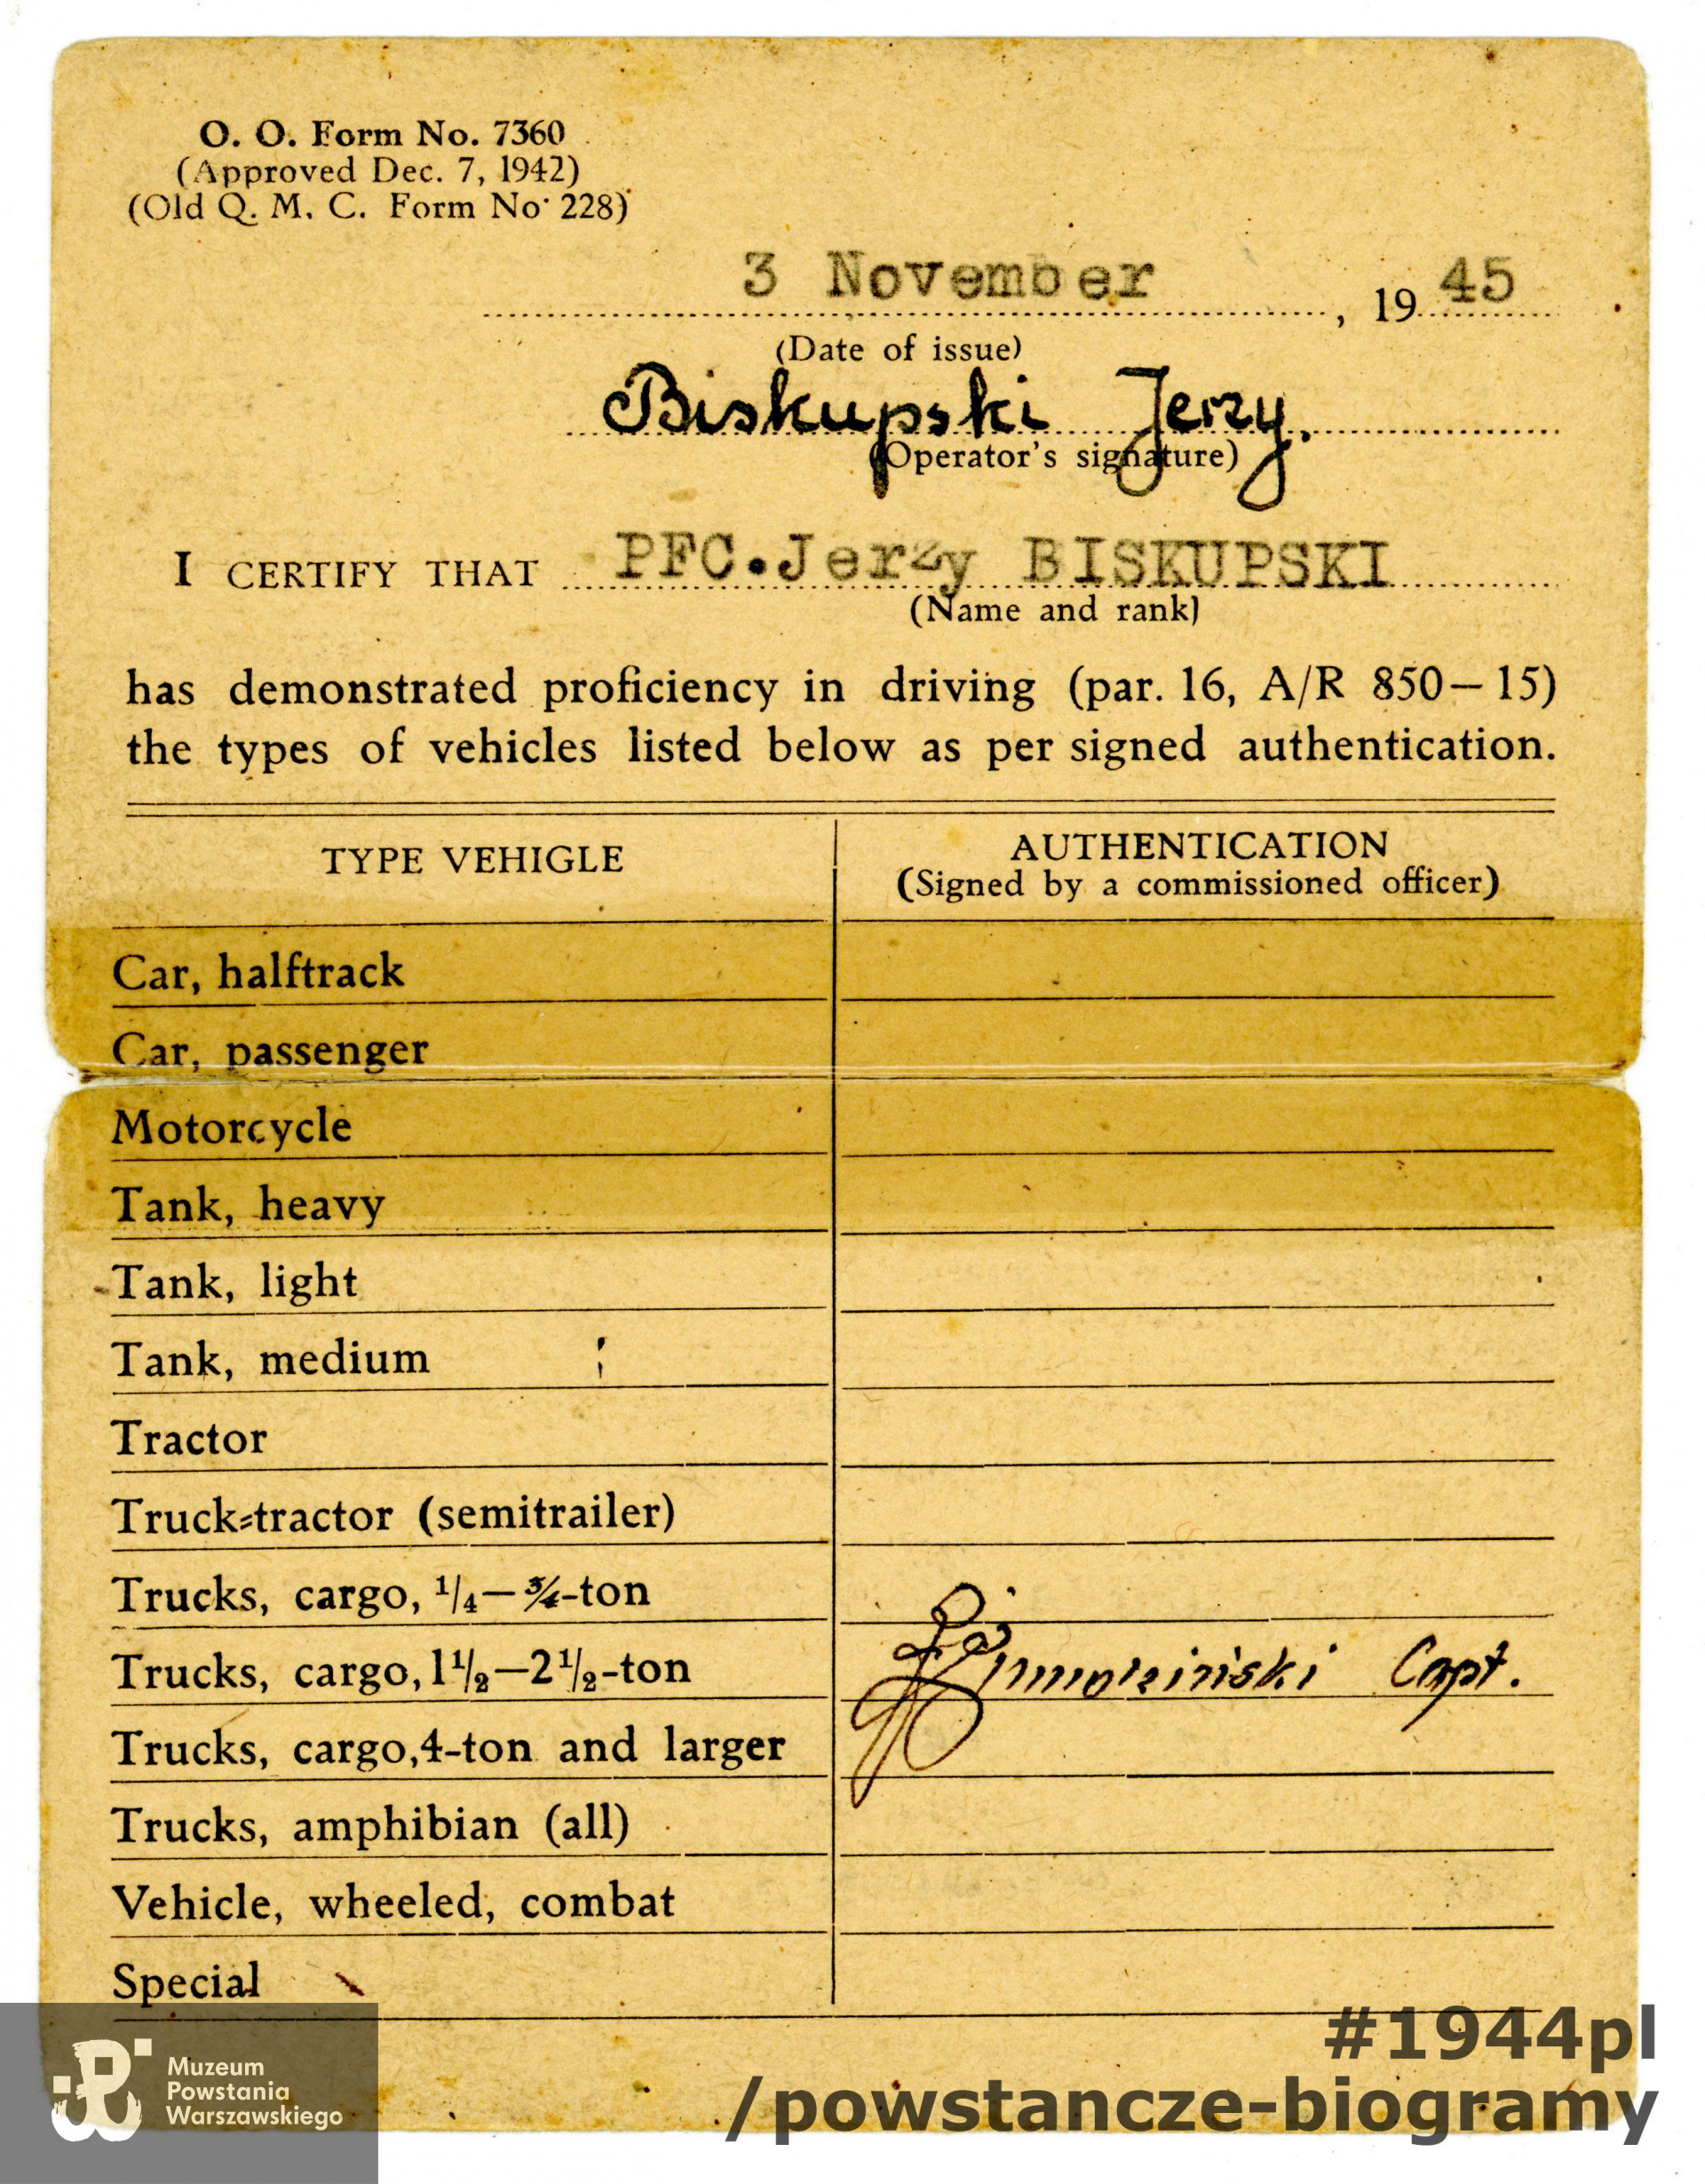 O. O. Form No. 7360
(Approved Dec. 7, 1942)
(Old Q. M. C. Form No. 228)
3 November, 19 45
(Date of issue)
Biskupski Jerzy.
(Operator's signature)
I CERTIFY THAT PFC.Jerzy BISKUPSKI
(Name and rank)
has demonstrated proficiency in driving (par. 16, A/R 850—15)
the types of vehicles listed below as per signed authentication.
TYPE VEHIGLE
AUTHENTICATION
(Signed by a commissioned officer)
Car, halftrack
Car, passenger
Motorcycle
Tank, heavy
Tank, light
Tank, medium
Tractor
Truck-tractor (semitrailer)
Trucks, cargo, 1/4—3/4-ton
Trucks, cargo, 1 1/2—2 1/2-ton Capt.
Trucks, cargo, 4-ton and larger
Trucks, amphibian (all)
Vehicle, wheeled, combat
Special
#1944pl
/powstancze-biogramy
Muzeum
Powstania
Warszawskiego